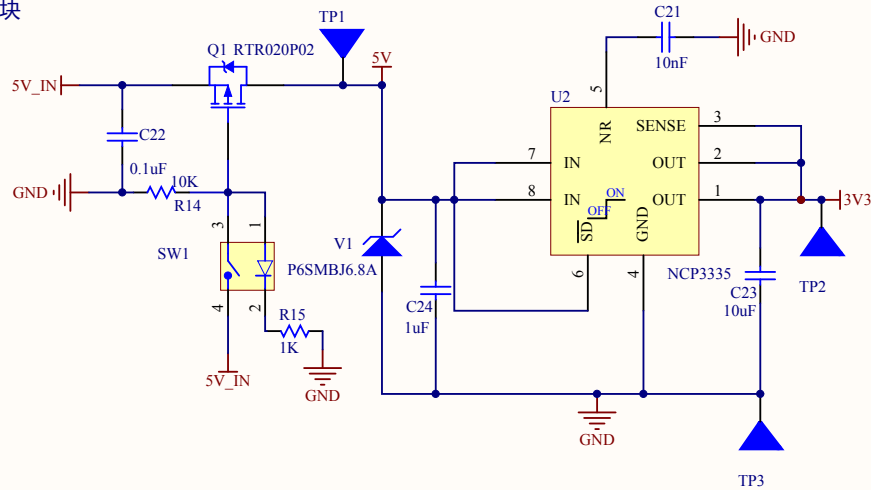 块
TP1
C21
GND
10nF
Q1 RTR020P02
5V
5V_IN
5
U2
NR
SENSE
3
C22
0.1uF
7
IN
OUT
2
GND
10K
R14
8
IN
ON
OFF
OUT
1
3V3
SD
GND
3
1
SW1
V1
P6SMBJ6.8A
6
4
NCP3335
TP2
C23
10uF
C24
1uF
4
2
R15
1K
5V_IN
GND
GND
TP3